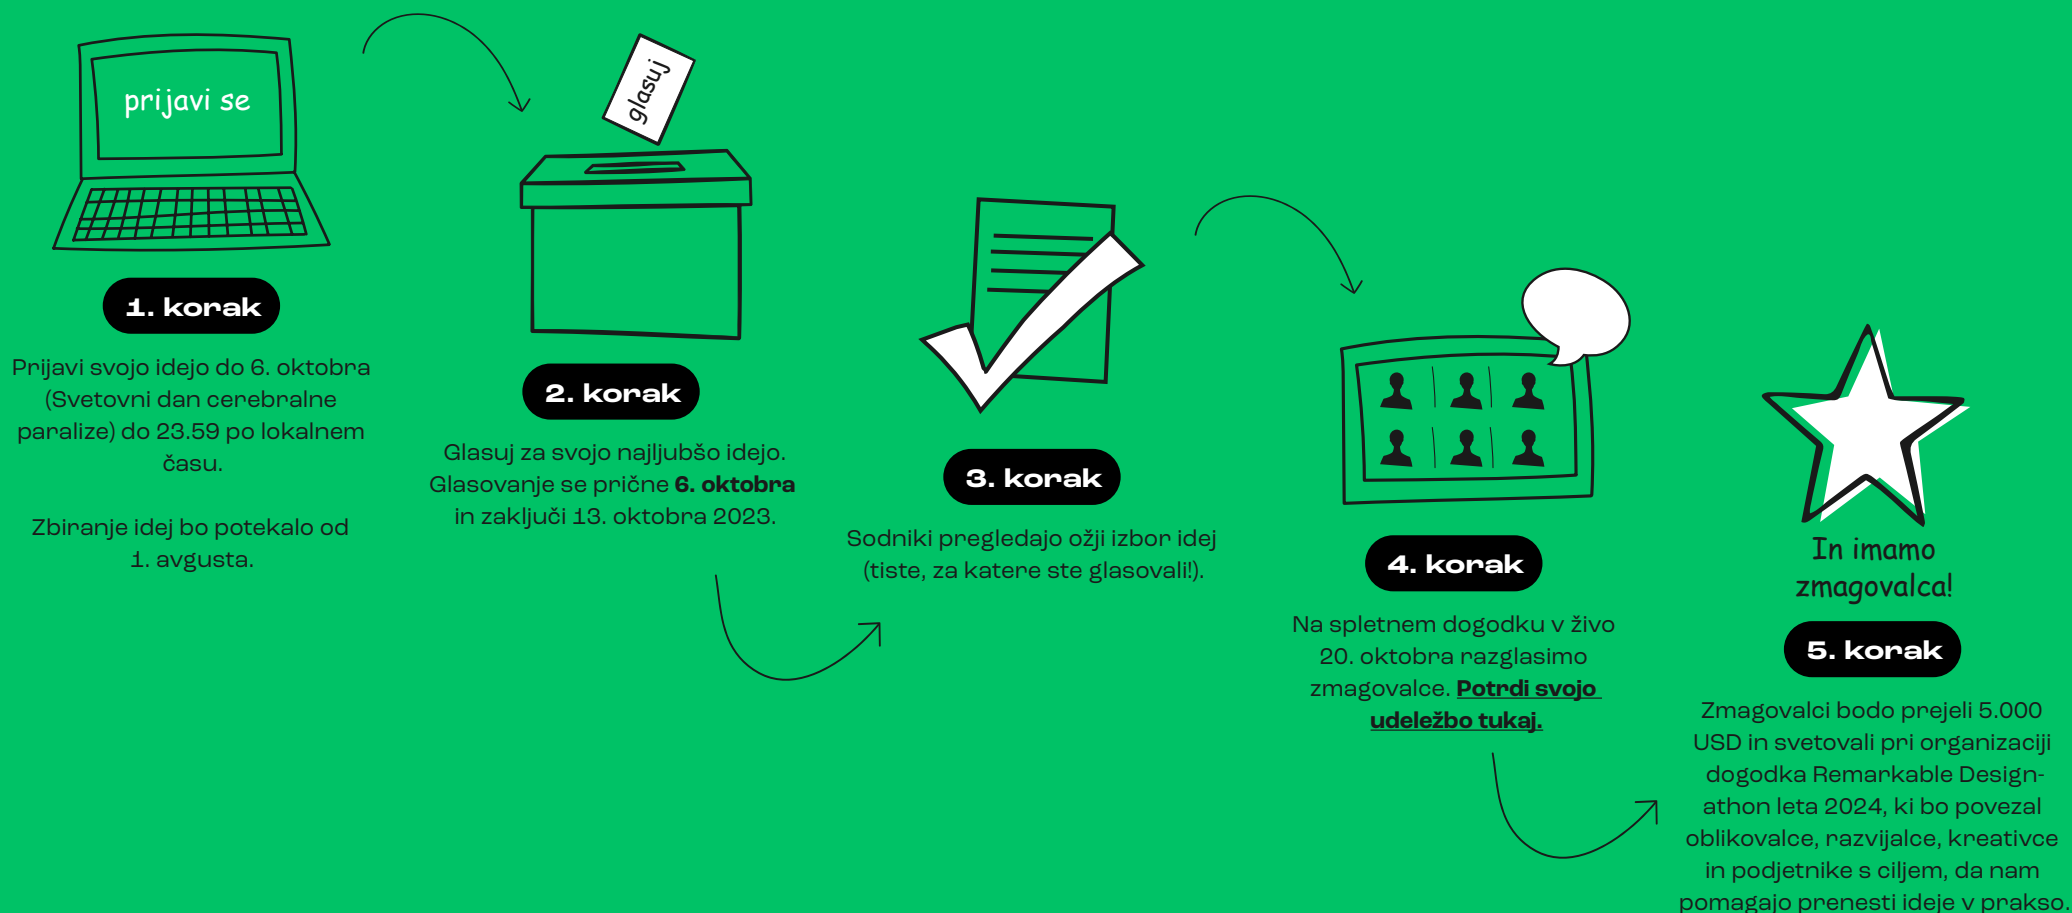 prijavi se
1. korak
Prijavi svojo idejo do 6. oktobra
(Svetovni dan cerebralne
paralize) do 23.59 po lokalnem
času.
Zbiranje idej bo potekalo od
1. avgusta.
glasuj
2. korak
Glasuj za svojo najljubšo idejo.
Glasovanje se prične 6. oktobra
in zaključi 13. oktobra 2023.
3. korak
Sodniki pregledajo ožji izbor idej
(tiste, za katere ste glasovali!).
4. korak
Na spletnem dogodku v živo
20. oktobra razglasimo
zmagovalce. Potrdi svojo
udeležbo tukaj.
In imamo
zmagovalca!
5. korak
Zmagovalci bodo prejeli 5.000
USD in svetovali pri organizaciji
dogodka Remarkable Design-
athon leta 2024, ki bo povezal
oblikovalce, razvijalce, kreativce
in podjetnike s ciljem, da nam
pomagajo prenesti ideje v prakso.